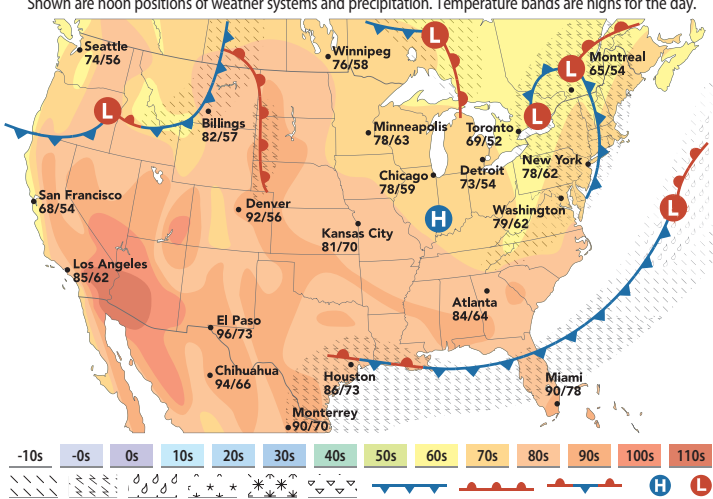 Shown are noon positions of weather systems and precipitation. Temperature bands are highs for the day.
Seattle
74/56
Winnipeg
76/58
L
Montreal
65/54
L
L
Billings
82/57
Minneapolis
78/63
Toronto
69/52
L
Chicago
78/59
Detroit
73/54
New York
78/62
San Francisco
68/54
Denver
92/56
Kansas City
81/70
H
Washington
79/62
L
Los Angeles
85/62
Atlanta
84/64
El Paso
96/73
Chihuahua
94/66
Houston
86/73
Miami
90/78
Monterrey
90/70
-10s -0s 0s 10s 20s 30s 40s 50s 60s 70s 80s 90s 100s 110s
H L